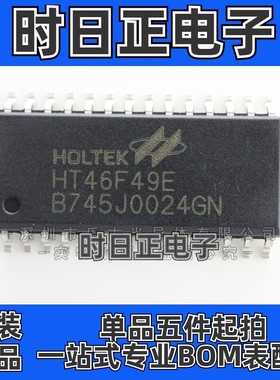 时日正电子
HOLTEK
HT46F49E
B745J0024GN
时日正电子
装
品
单品五件起拍
一站式专业BOM表配